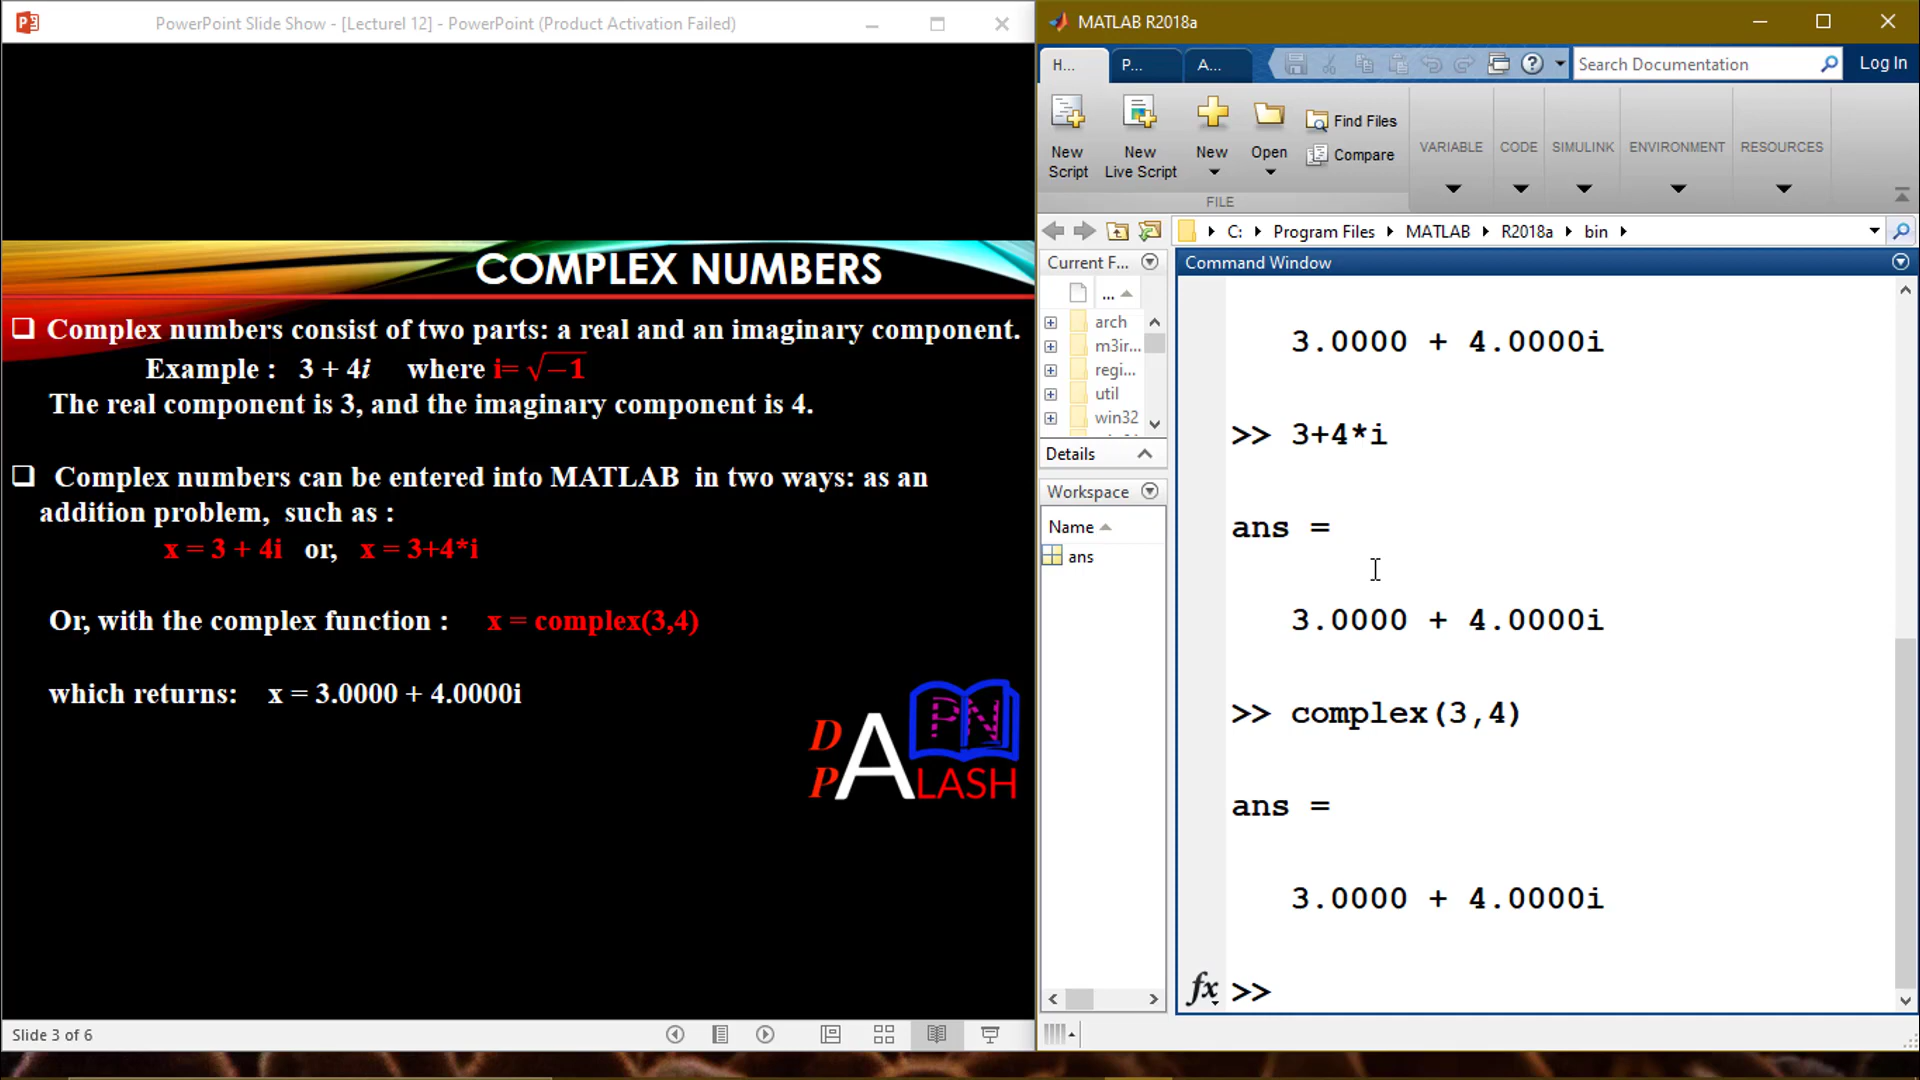 PowerPoint Slide Show - [Lecturel 12] - PowerPoint (Product Activation Failed)
COMPLEX NUMBERS
Complex numbers consist of two parts: a real and an imaginary component.
Example : 3 + 4i where i= √−1
The real component is 3, and the imaginary component is 4.
Complex numbers can be entered into MATLAB in two ways: as an
addition problem, such as :
x = 3 + 4i or, x = 3+4*i
Or, with the complex function : x = complex(3,4)
which returns: x = 3.0000 + 4.0000i
D PN
P ALASH
Slide 3 of 6
MATLAB R2018a
H... P... A... Search Documentation Log In
New Script
New Live Script
New
Open
Find Files
Compare
FILE
VARIABLE CODE SIMULINK ENVIRONMENT RESOURCES
C: Program Files MATLAB R2018a bin
Current F...
...
arch
m3ir...
regi...
util
win32
Details
Workspace
Name
ans
Command Window
3.0000 + 4.0000i
>> 3+4*i
ans =
3.0000 + 4.0000i
>> complex(3,4)
ans =
3.0000 + 4.0000i
fx >>